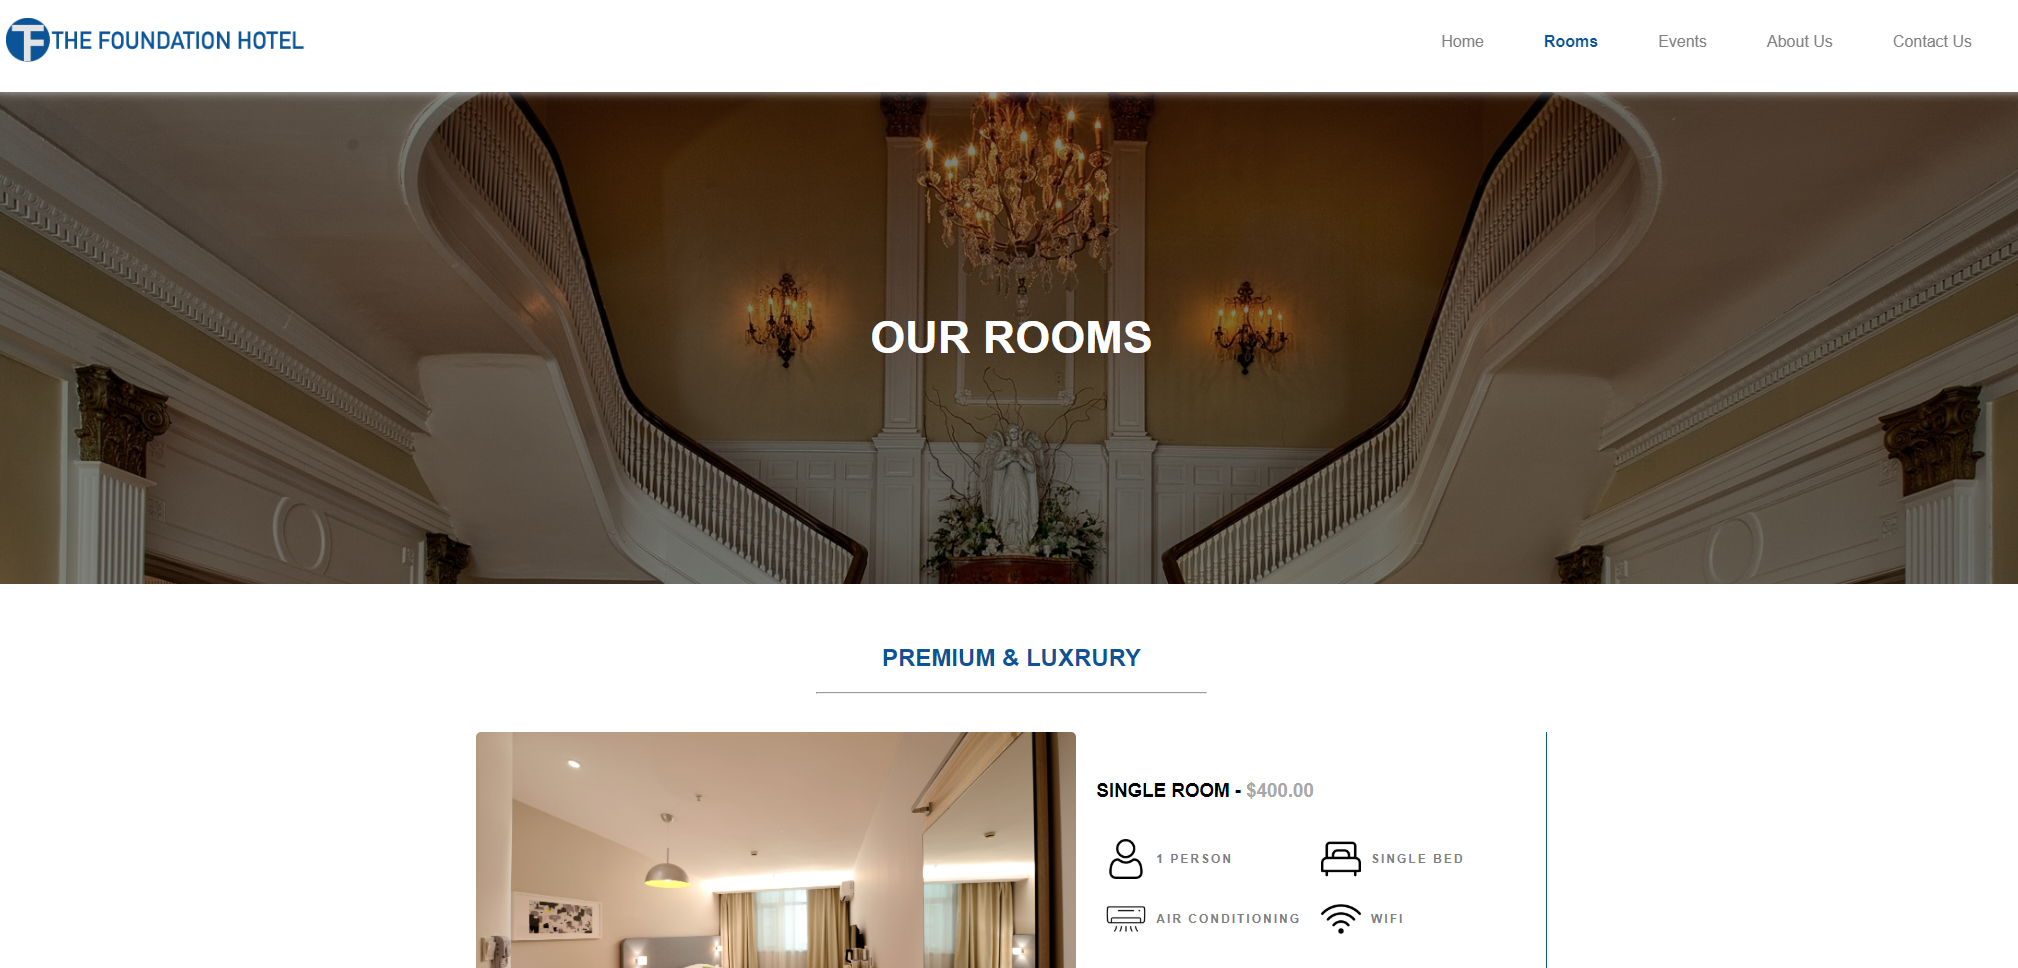 TF THE FOUNDATION HOTEL
Home Rooms Events About Us Contact Us
OUR ROOMS
PREMIUM & LUXRURY
SINGLE ROOM - $400.00
1 PERSON SINGLE BED
AIR CONDITIONING WIFI